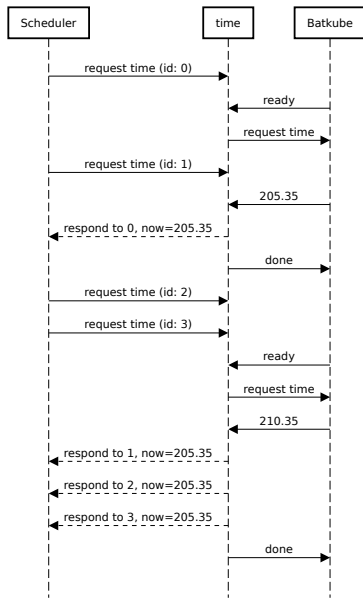 Scheduler
time
Batkube
request time (id: 0)
ready
request time
request time (id: 1)
205.35
respond to 0, now=205.35
done
request time (id: 2)
request time (id: 3)
ready
request time
210.35
respond to 1, now=205.35
respond to 2, now=205.35
respond to 3, now=205.35
done